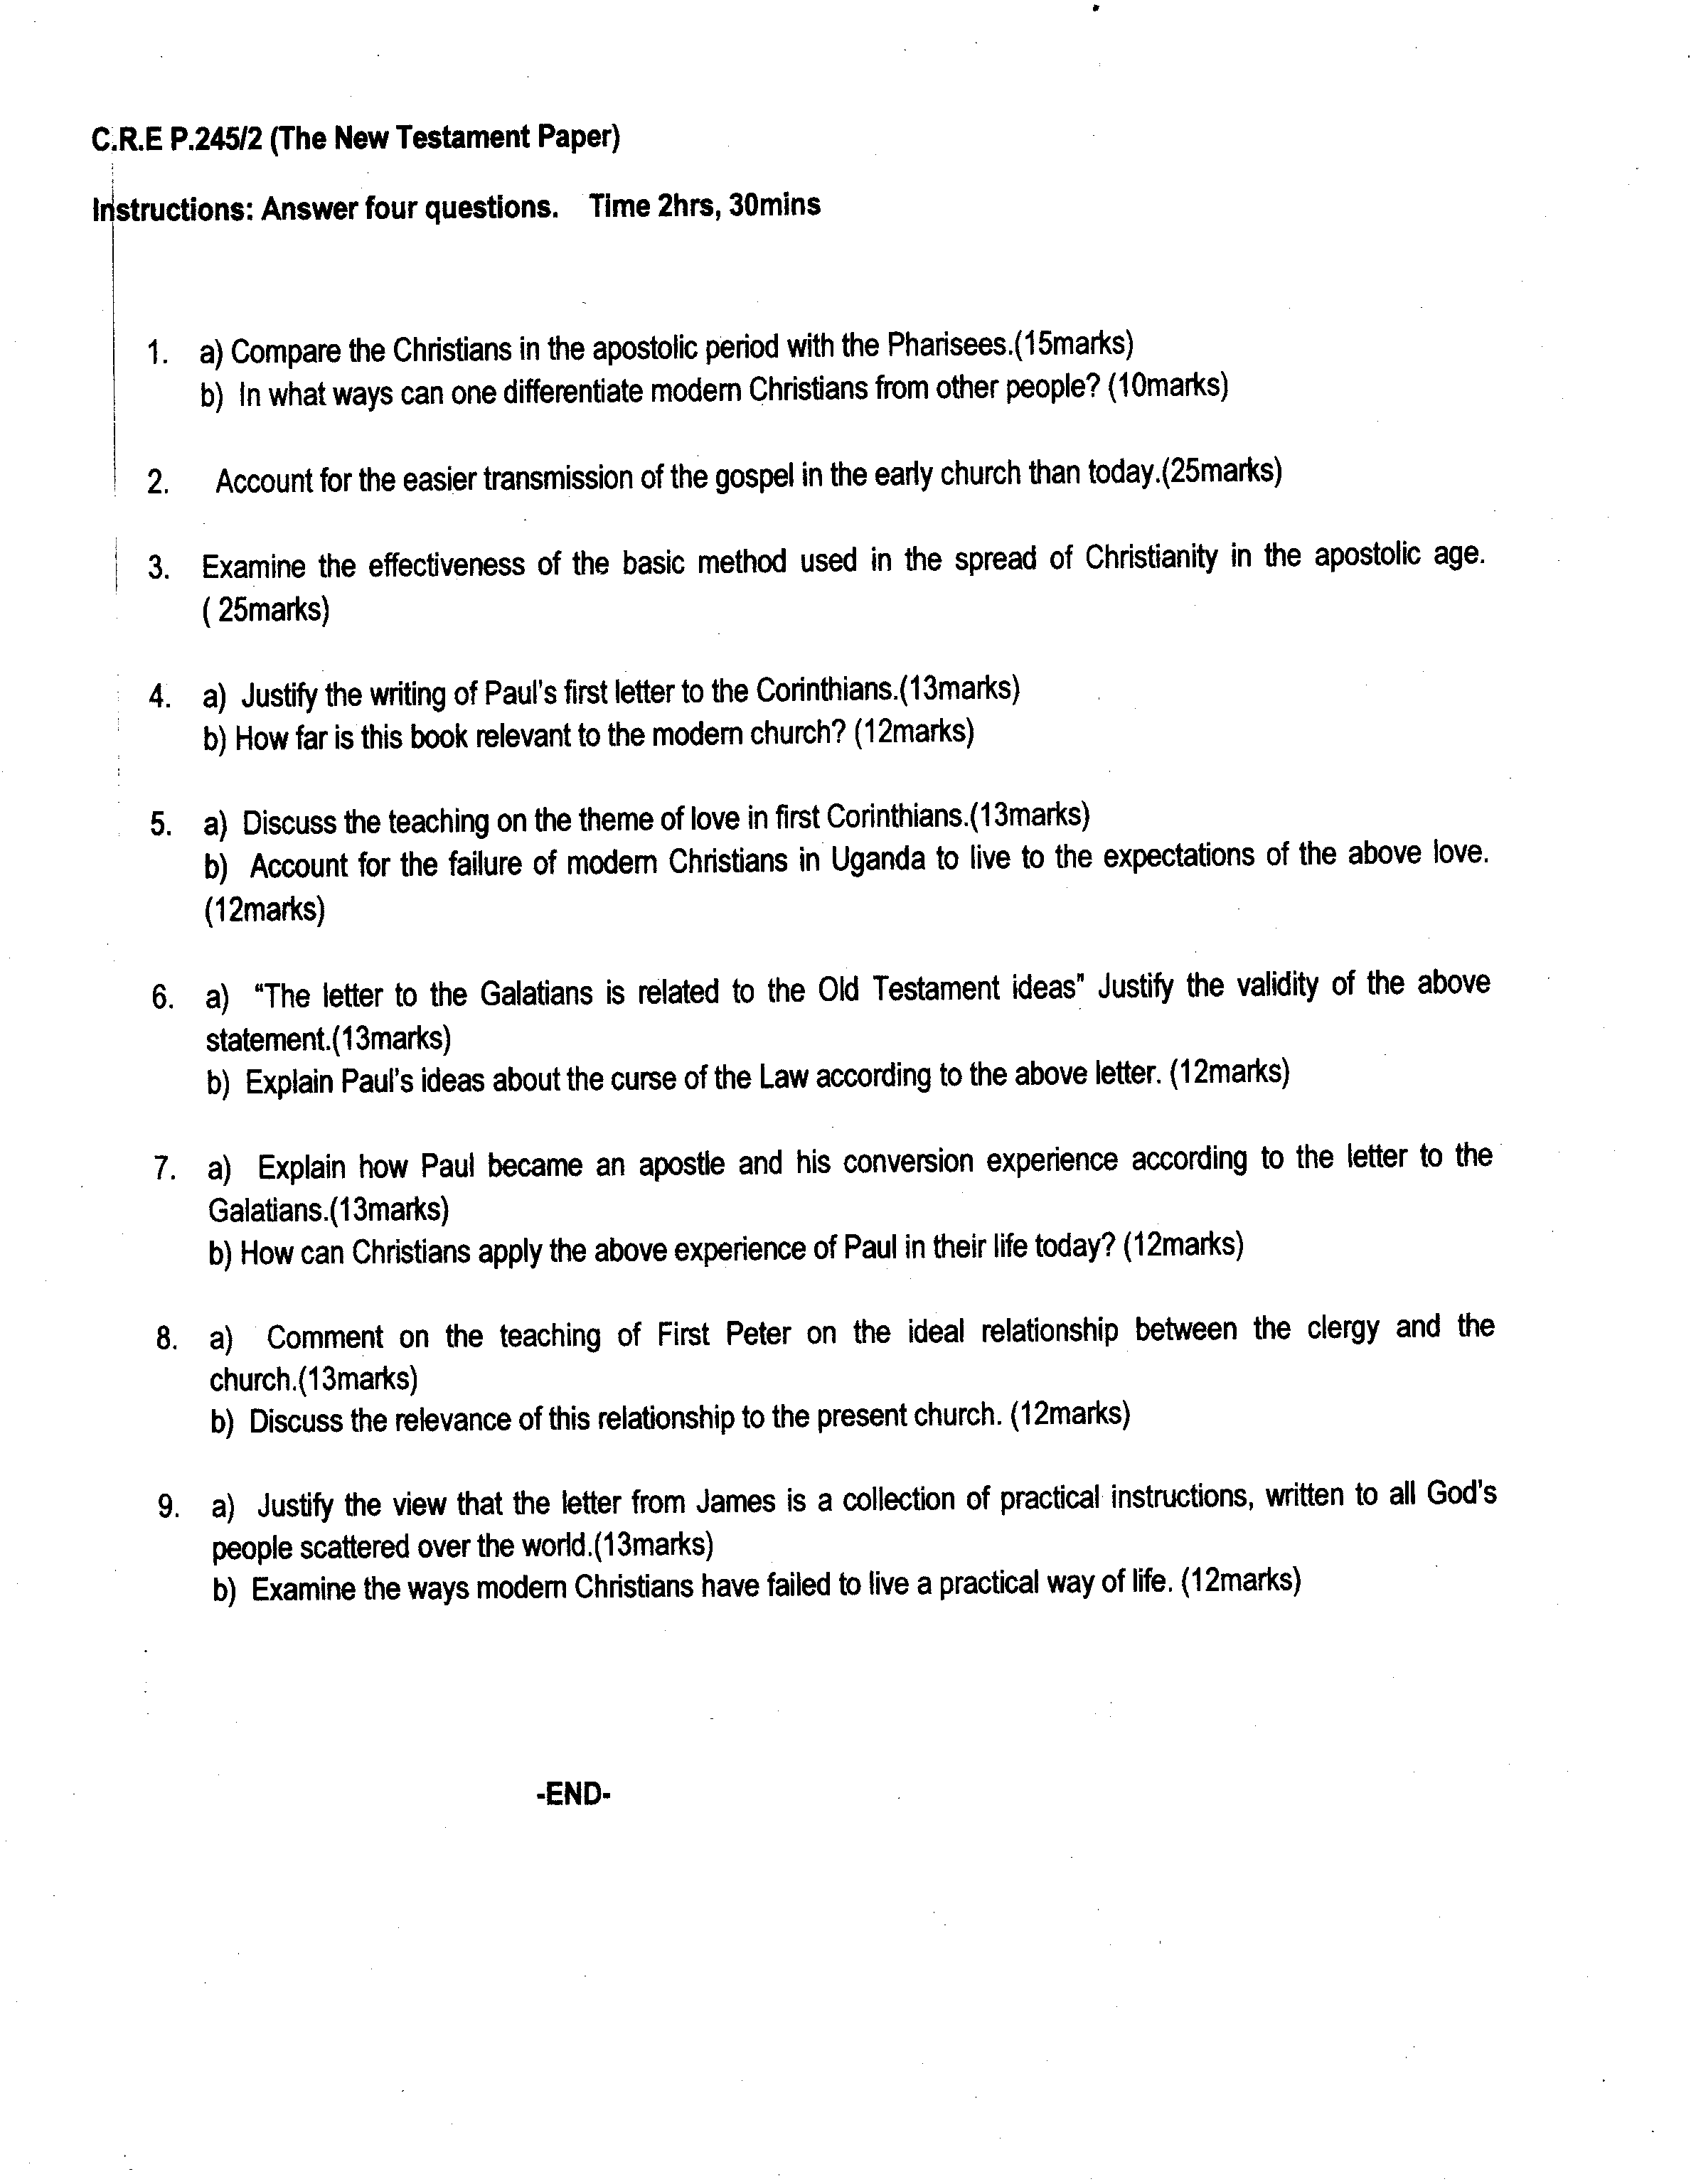 C.R.E P.245/2 (The New Testament Paper)
Instructions: Answer four questions. Time 2hrs, 30mins
1. a) Compare the Christians in the apostolic period with the Pharisees.(15marks)
b) In what ways can one differentiate modern Christians from other people? (10marks)
2. Account for the easier transmission of the gospel in the early church than today.(25marks)
3. Examine the effectiveness of the basic method used in the spread of Christianity in the apostolic age.
( 25marks)
4. a) Justify the writing of Paul's first letter to the Corinthians.(13marks)
b) How far is this book relevant to the modern church? (12marks)
5. a) Discuss the teaching on the theme of love in first Corinthians.(13marks)
b) Account for the failure of modern Christians in Uganda to live to the expectations of the above love.
(12marks)
6. a) “The letter to the Galatians is related to the Old Testament ideas” Justify the validity of the above
statement.(13marks)
b) Explain Paul's ideas about the curse of the Law according to the above letter. (12marks)
7. a) Explain how Paul became an apostle and his conversion experience according to the letter to the
Galatians.(13marks)
b) How can Christians apply the above experience of Paul in their life today? (12marks)
8. a) Comment on the teaching of First Peter on the ideal relationship between the clergy and the
church.(13marks)
b) Discuss the relevance of this relationship to the present church. (12marks)
9. a) Justify the view that the letter from James is a collection of practical instructions, written to all God's
people scattered over the world.(13marks)
b) Examine the ways modern Christians have failed to live a practical way of life. (12marks)
-END-